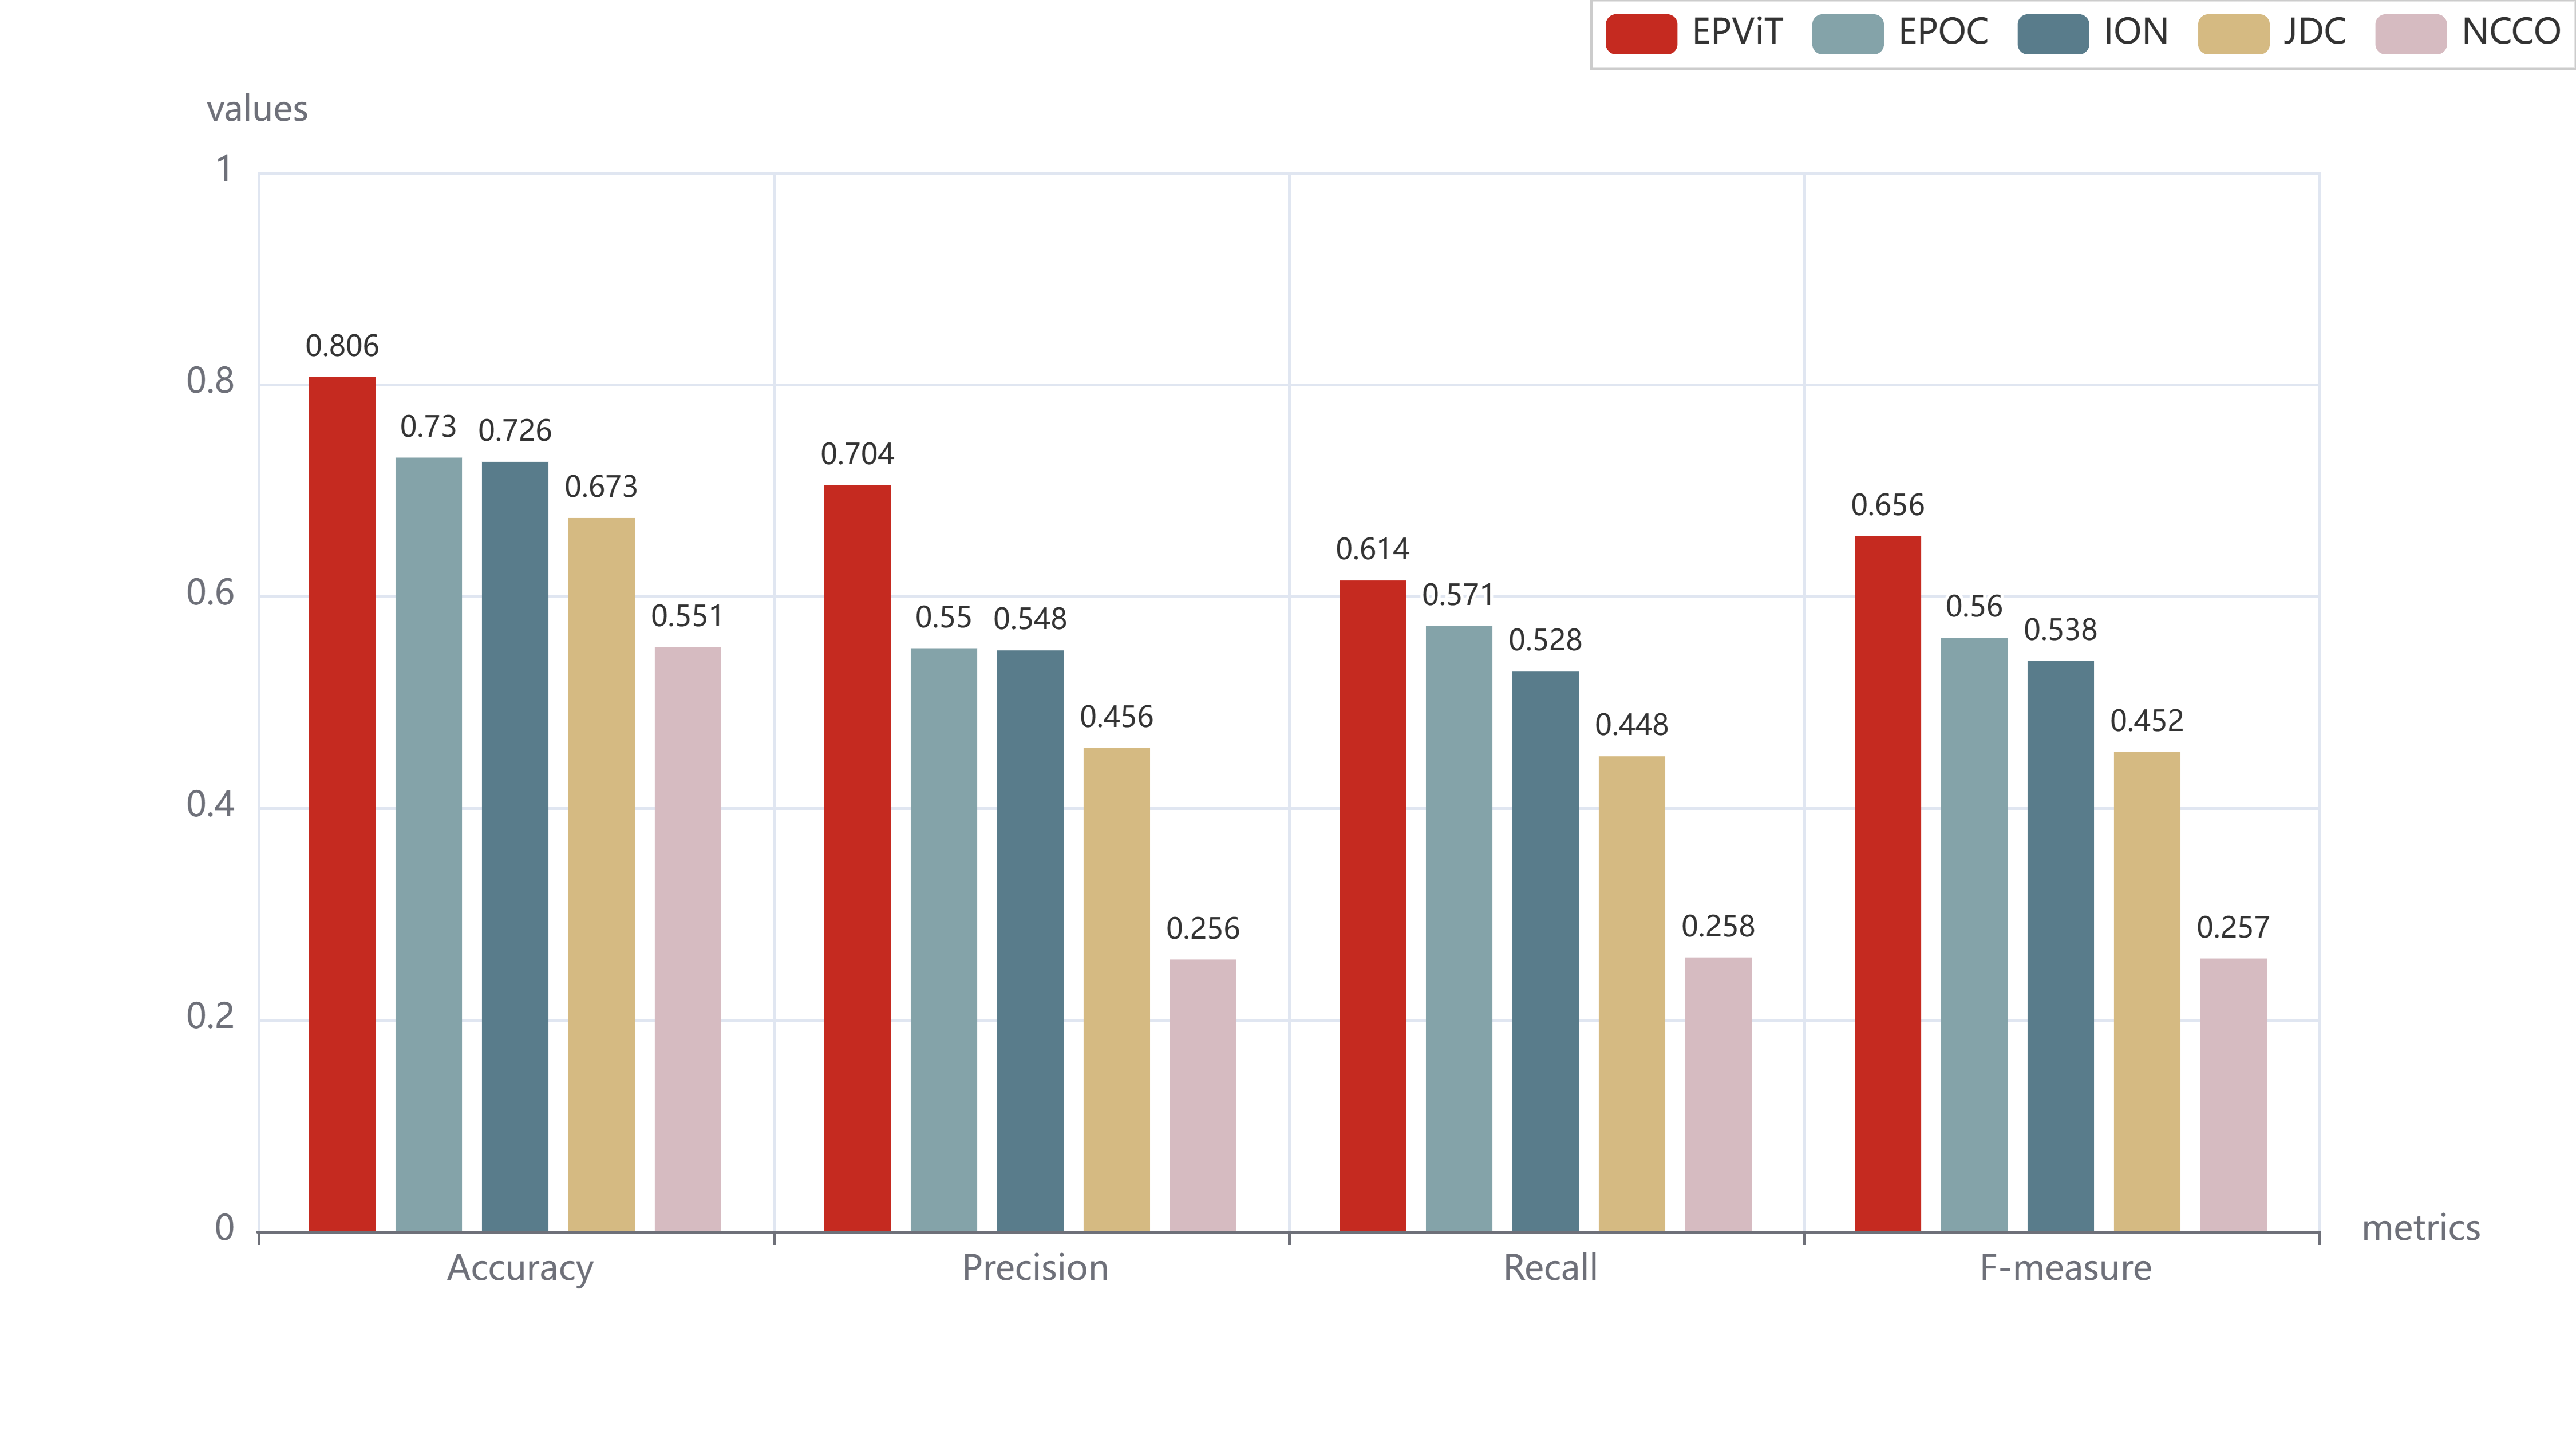 EPViT EPOC ION JDC NCCO
values
1
0.8
0.6
0.4
0.2
0
0.806 0.73 0.726 0.673 0.551
0.704 0.55 0.548 0.456 0.256
0.614 0.571 0.528 0.448 0.258
0.656 0.56 0.538 0.452 0.257
Accuracy Precision Recall F-measure
metrics